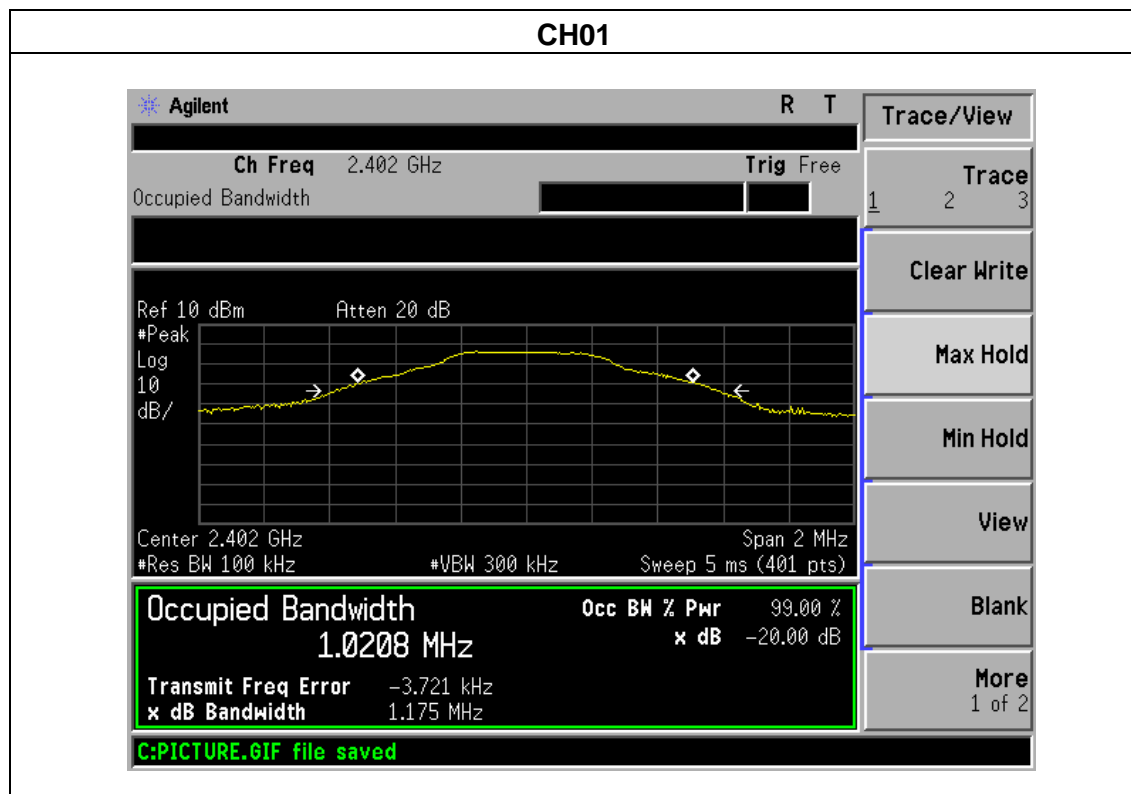 CH01
Agilent R T
Ch Freq 2.402 GHz Trig Free
Occupied Bandwidth
Ref 10 dBm Atten 20 dB
#Peak
Log
10
dB/
Center 2.402 GHz Span 2 MHz
#Res BW 100 kHz #VBW 300 kHz Sweep 5 ms (401 pts)
Occupied Bandwidth Occ BW % Pwr 99.00 %
1.0208 MHz x dB -20.00 dB
Transmit Freq Error -3.721 kHz
x dB Bandwidth 1.175 MHz
C:PICTURE.GIF file saved
Trace/View
Trace
1 2 3
Clear Write
Max Hold
Min Hold
View
Blank
More
1 of 2